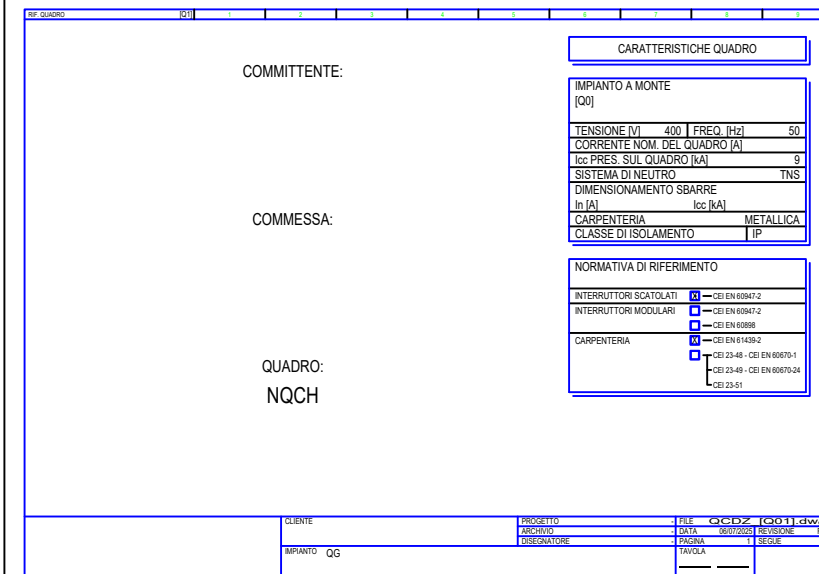 RIF. QUADRO [Q1] 1 2 3 4 5 6 7 8 9
COMMITTENTE:
COMMESSA:
QUADRO:
NQCH
CARATTERISTICHE QUADRO
IMPIANTO A MONTE
[Q0]
TENSIONE [V] 400 FREQ. [Hz] 50
CORRENTE NOM. DEL QUADRO [A]
Icc PRES. SUL QUADRO [kA] 9
SISTEMA DI NEUTRO TNS
DIMENSIONAMENTO SBARRE
In [A] Icc [kA]
CARPENTERIA METALLICA
CLASSE DI ISOLAMENTO IP
NORMATIVA DI RIFERIMENTO
INTERRUTTORI SCATOLATI X CEI EN 60947-2
INTERRUTTORI MODULARI CEI EN 60947-2
CEI EN 60898
CARPENTERIA X CEI EN 61439-2
CEI 23-48 - CEI EN 60670-1
CEI 23-49 - CEI EN 60670-24
CEI 23-51
CLIENTE
IMPIANTO QG
PROGETTO -
ARCHIVIO -
DISEGNATORE -
FILE QCDZ [Q01].dw
DATA 06/07/2025 REVISIONE
PAGINA 1 SEGUE
TAVOLA